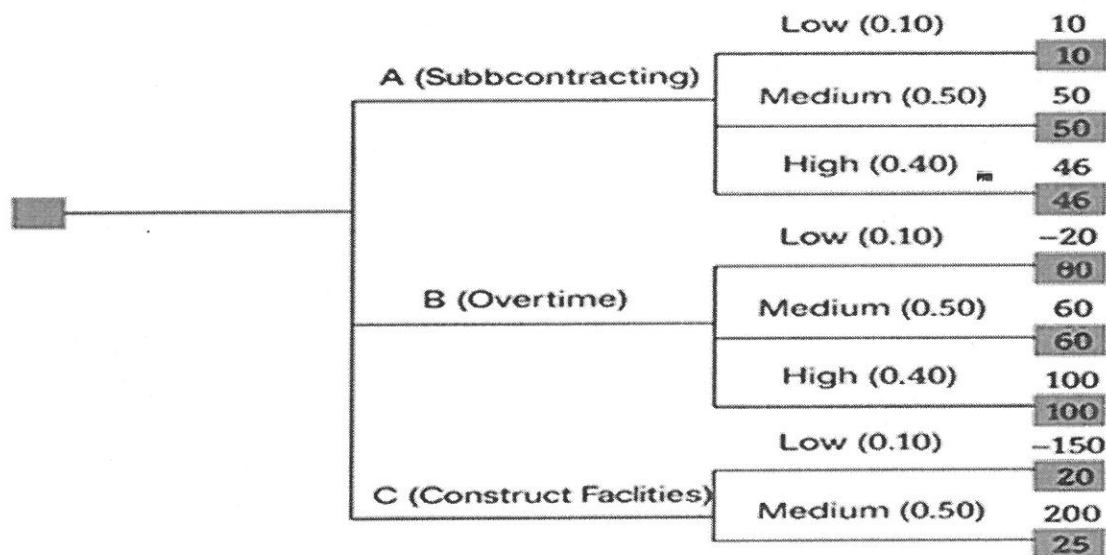 Low (0.10) 10
10
A (Subbcontracting)
Medium (0.50) 50
50
High (0.40) 46
46
Low (0.10) −20
80
B (Overtime)
Medium (0.50) 60
60
High (0.40) 100
100
Low (0.10) −150
20
C (Construct Faclities)
Medium (0.50) 200
25